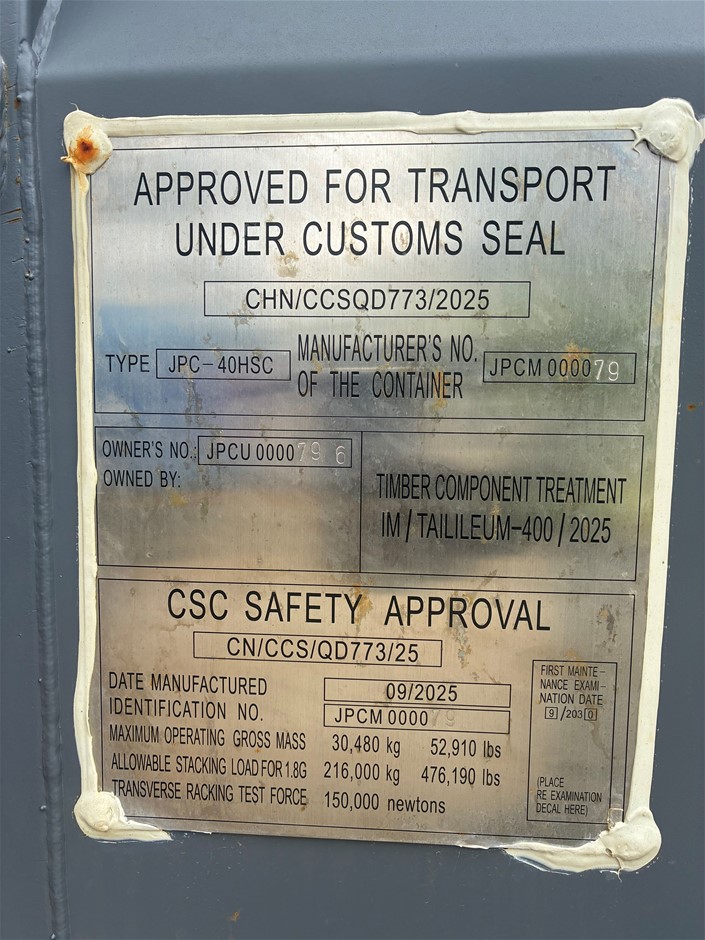 APPROVED FOR TRANSPORT
UNDER CUSTOMS SEAL
CHN/CCSQD773/2025
TYPE JPC-40HSC MANUFACTURER'S NO. OF THE CONTAINER JPCM 000079
OWNER'S NO.: JPCU 000079 6
OWNED BY:
TIMBER COMPONENT TREATMENT
IM/TAILILEUM-400/2025
CSC SAFETY APPROVAL
CN/CCS/QD773/25
DATE MANUFACTURED 09/2025
IDENTIFICATION NO. JPCM 000079
MAXIMUM OPERATING GROSS MASS 30,480 kg 52,910 lbs
ALLOWABLE STACKING LOAD FOR 1.8G 216,000 kg 476,190 lbs
TRANSVERSE RACKING TEST FORCE 150,000 newtons
FIRST MAINTE-
NANCE EXAMI-
NATION DATE
9/2030
(PLACE
RE EXAMINATION
DECAL HERE)